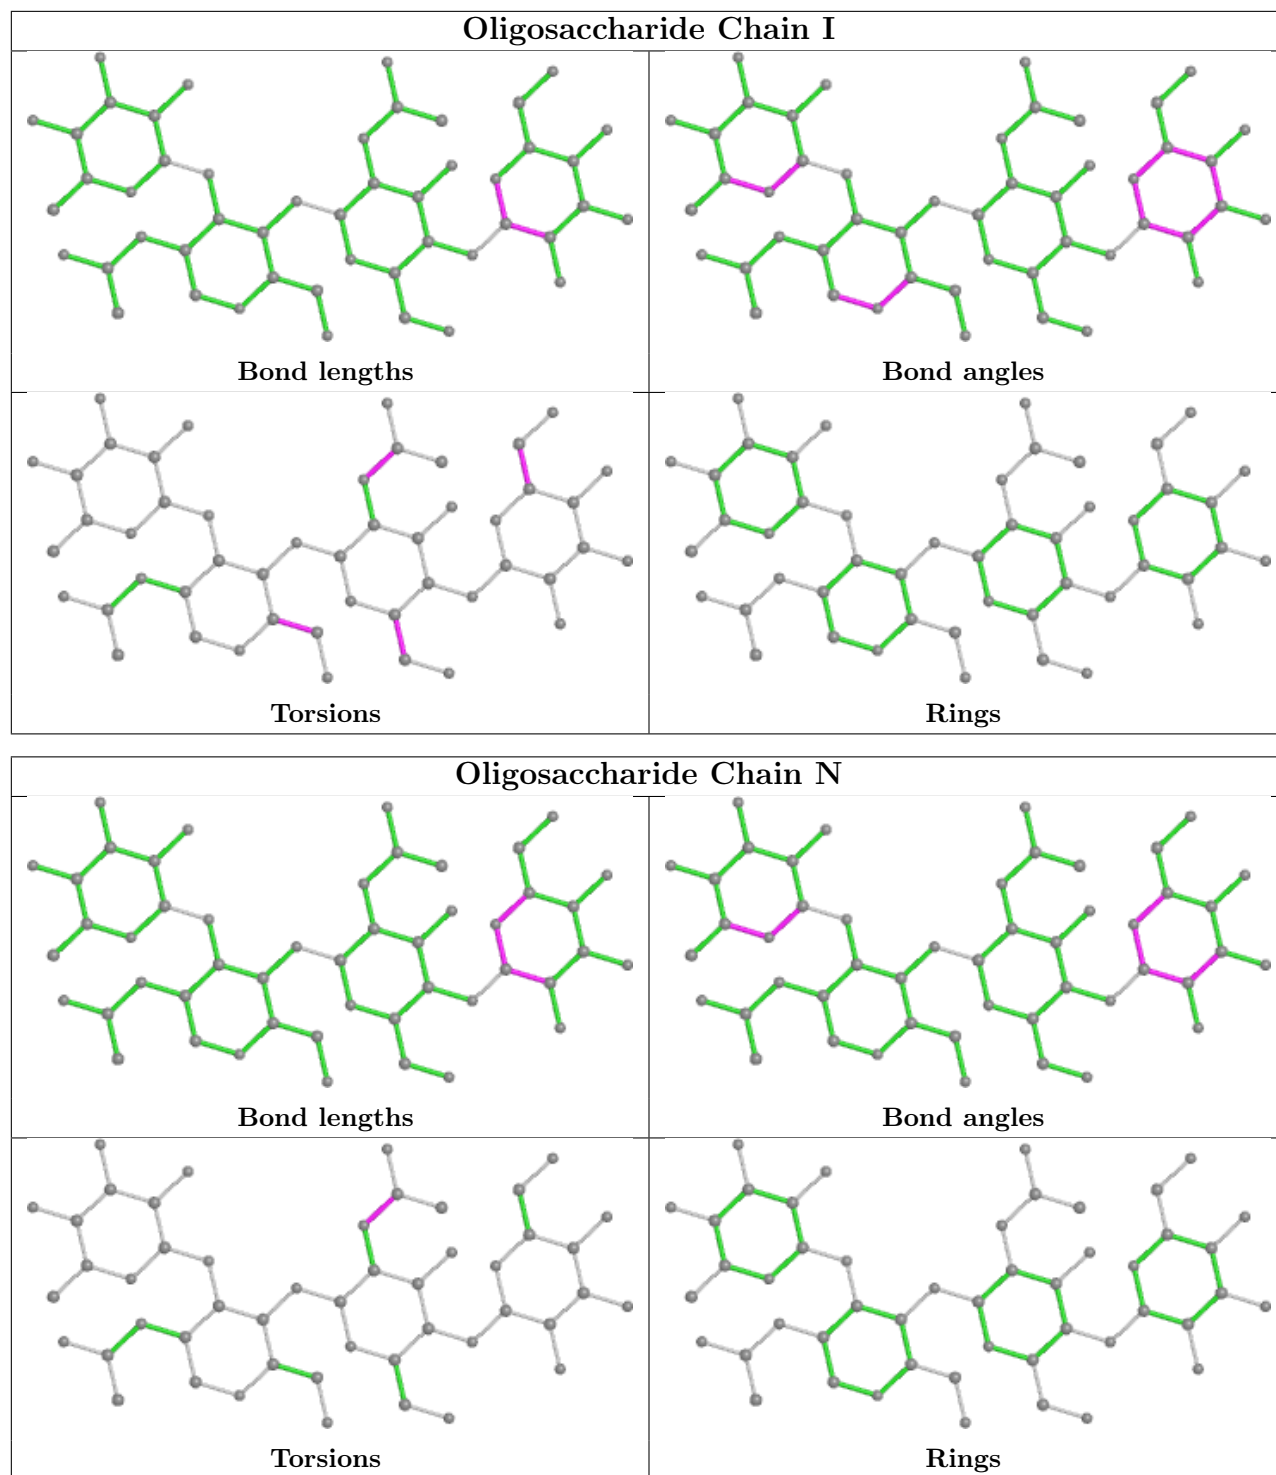 Oligosaccharide Chain I
Bond lengths
Bond angles
Torsions
Rings
Oligosaccharide Chain N
Bond lengths
Bond angles
Torsions
Rings